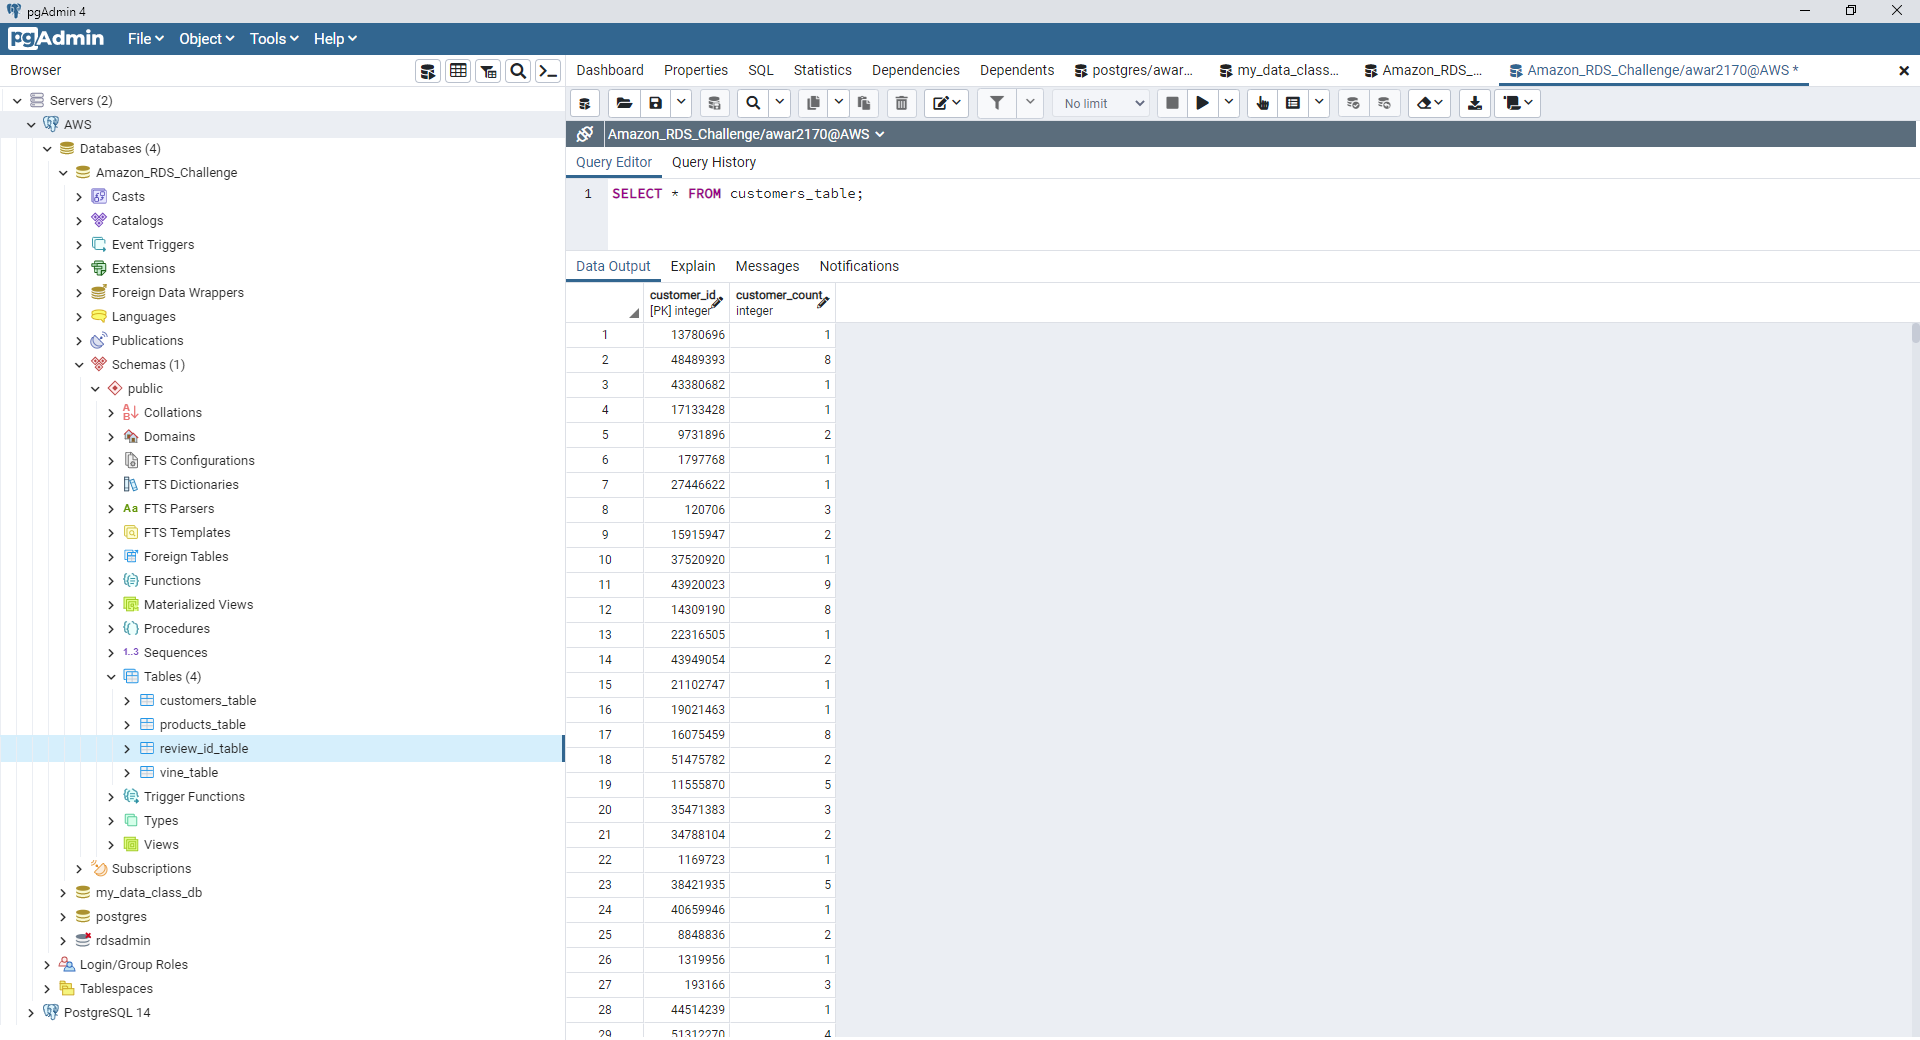 pgAdmin 4
pgAdmin File Object Tools Help
Browser
Dashboard Properties SQL Statistics Dependencies Dependents postgres/awar... my_data_class... Amazon_RDS_... Amazon_RDS_Challenge/awar2170@AWS *
No limit
Amazon_RDS_Challenge/awar2170@AWS
Query Editor Query History
1 SELECT * FROM customers_table;
Data Output Explain Messages Notifications
Servers (2)
AWS
Databases (4)
Amazon_RDS_Challenge
Casts
Catalogs
Event Triggers
Extensions
Foreign Data Wrappers
Languages
Publications
Schemas (1)
public
Collations
Domains
FTS Configurations
FTS Dictionaries
Aa FTS Parsers
FTS Templates
Foreign Tables
Functions
Materialized Views
Procedures
1..3 Sequences
Tables (4)
customers_table
products_table
review_id_table
vine_table
Trigger Functions
Types
Views
Subscriptions
my_data_class_db
postgres
rdsadmin
Login/Group Roles
Tablespaces
PostgreSQL 14
customer_id customer_count
[PK] integer integer
1 13780696 1
2 48489393 8
3 43380682 1
4 17133428 1
5 9731896 2
6 1797768 1
7 27446622 1
8 120706 3
9 15915947 2
10 37520920 1
11 43920023 9
12 14309190 8
13 22316505 1
14 43949054 2
15 21102747 1
16 19021463 1
17 16075459 8
18 51475782 2
19 11555870 5
20 35471383 3
21 34788104 2
22 1169723 1
23 38421935 5
24 40659946 1
25 8848836 2
26 1319956 1
27 193166 3
28 44514239 1
29 51312270 4